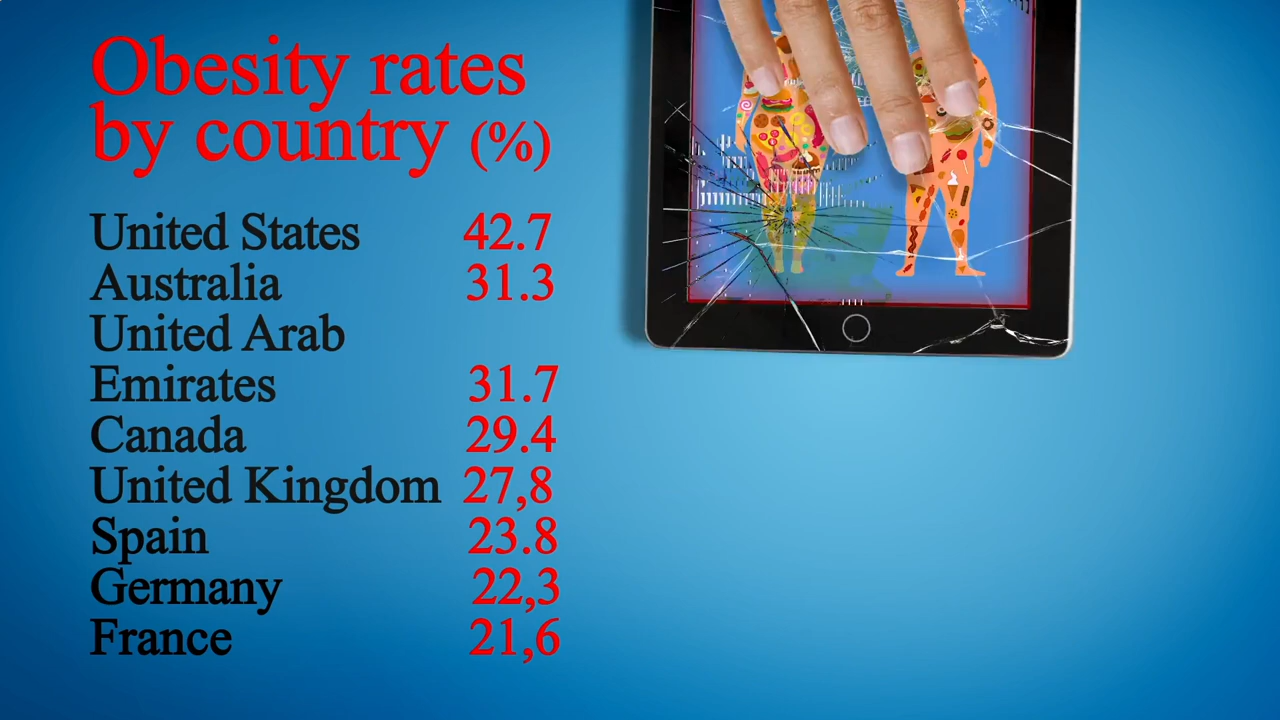 Obesity rates
by country (%)
United States 42.7
Australia 31.3
United Arab
Emirates 31.7
Canada 29.4
United Kingdom 27,8
Spain 23.8
Germany 22,3
France 21,6